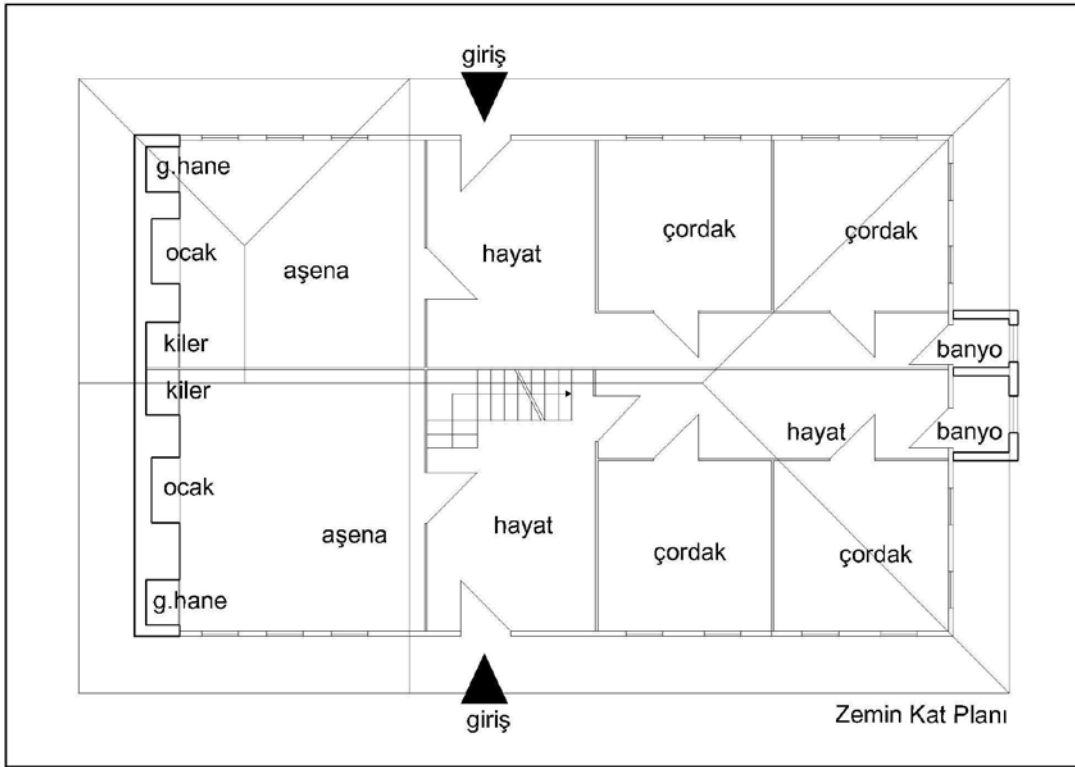 giriş
g.hane
ocak
aşena
hayat
çordak
çordak
kiler
banyo
kiler
hayat
banyo
ocak
aşena
hayat
çordak
çordak
g.hane
giriş
Zemin Kat Planı